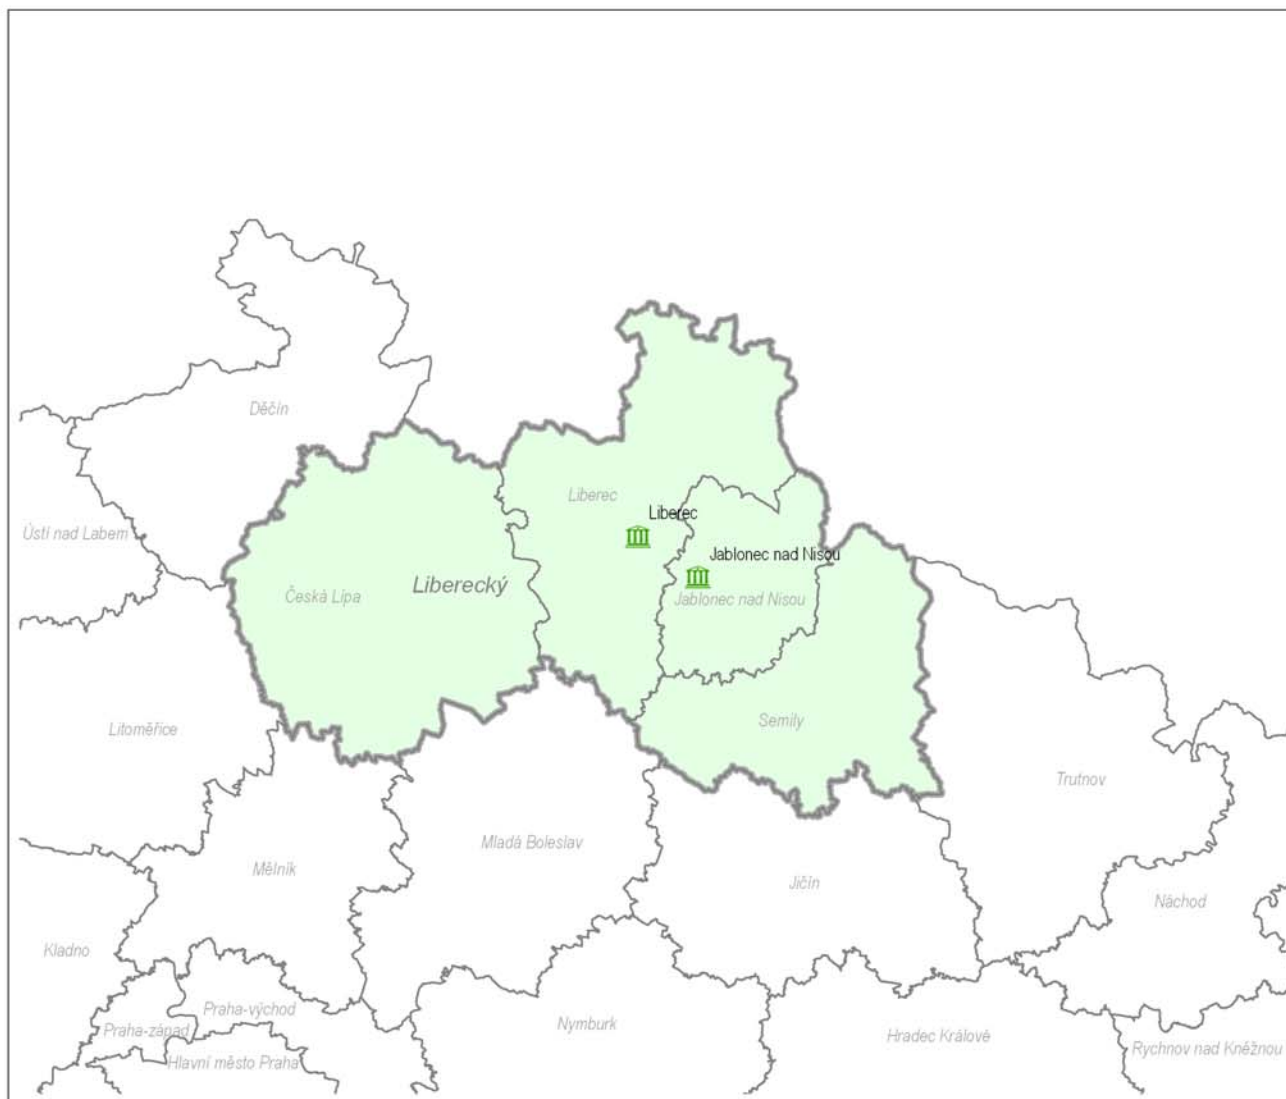 Děčín
Liberec
Liberec
Ústí nad Labem
Jablonec nad Nisou
Liberecký
Česká Lípa
Jablonec nad Nisou
Semily
Litoměřice
Trutnov
Mladá Boleslav
Mělník
Jičín
Náchod
Kladno
Praha-východ
Praha-západ
Nymburk
Hradec Králové
Rychnov nad Kněžnou
Hlavní město Praha